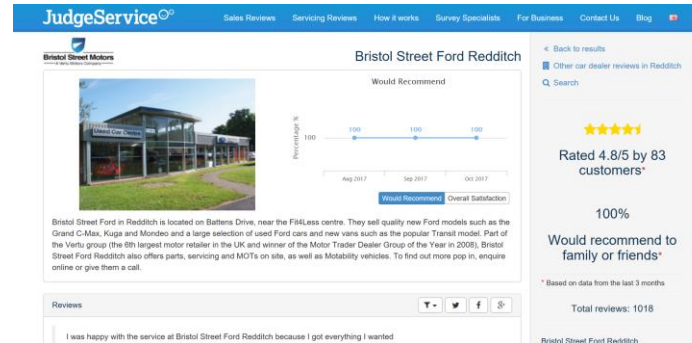 JudgeService
Sales Reviews Servicing Reviews How it works Survey Specialists For Business Contact Us Blog
Bristol Street Motors
A Vertu Motors Company
Bristol Street Ford Redditch
Used Car Centre
Would Recommend
Percentage %
100
100 100 100
Aug 2017 Sep 2017 Oct 2017
Would Recommend Overall Satisfaction
Bristol Street Ford in Redditch is located on Battens Drive, near the Fit4Less centre. They sell quality new Ford models such as the
Grand C-Max, Kuga and Mondeo and a large selection of used Ford cars and new vans such as the popular Transit model. Part of
the Vertu group (the 6th largest motor retailer in the UK and winner of the Motor Trader Dealer Group of the Year in 2008), Bristol
Street Ford Redditch also offers parts, servicing and MOTs on site, as well as Motability vehicles. To find out more pop in, enquire
online or give them a call.
Reviews
I was happy with the service at Bristol Street Ford Redditch because I got everything I wanted
« Back to results
Other car dealer reviews in Redditch
Search
Rated 4.8/5 by 83
customers*
100%
Would recommend to
family or friends*
* Based on data from the last 3 months
Total reviews: 1018
Bristol Street Ford Redditch